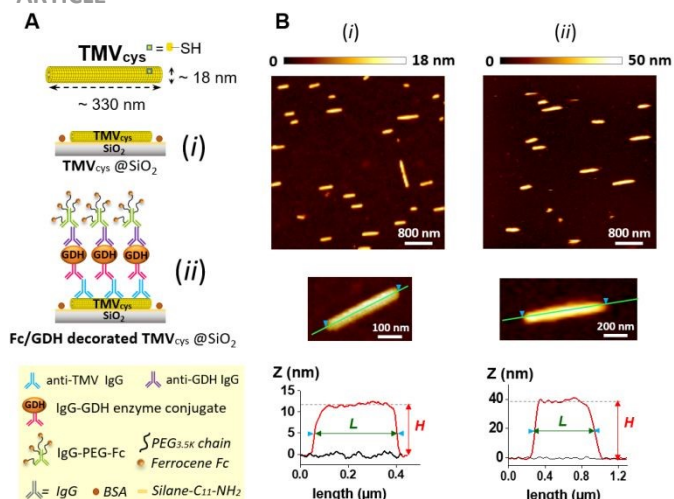 ARTICLE
A
TMVcys
= -SH
~ 18 nm
~ 330 nm
TMVcys
SiO2
TMVcys @SiO2
(i)
GDH GDH GDH
(ii)
TMVcys
SiO2
Fc/GDH decorated TMVcys @SiO2
anti-TMV IgG
anti-GDH IgG
GDH
IgG-GDH enzyme conjugate
IgG-PEG-Fc
PEG3.5K chain
Ferrocene Fc
= IgG
BSA
Silane-C11-NH2
B
(i)
(ii)
0 18 nm
0 50 nm
800 nm
800 nm
100 nm
200 nm
Z (nm)
15
10
5
0
L
H
0.0 0.2 0.4
length (µm)
Z (nm)
40
20
0
L
H
0.0 0.4 0.8 1.2
length (µm)